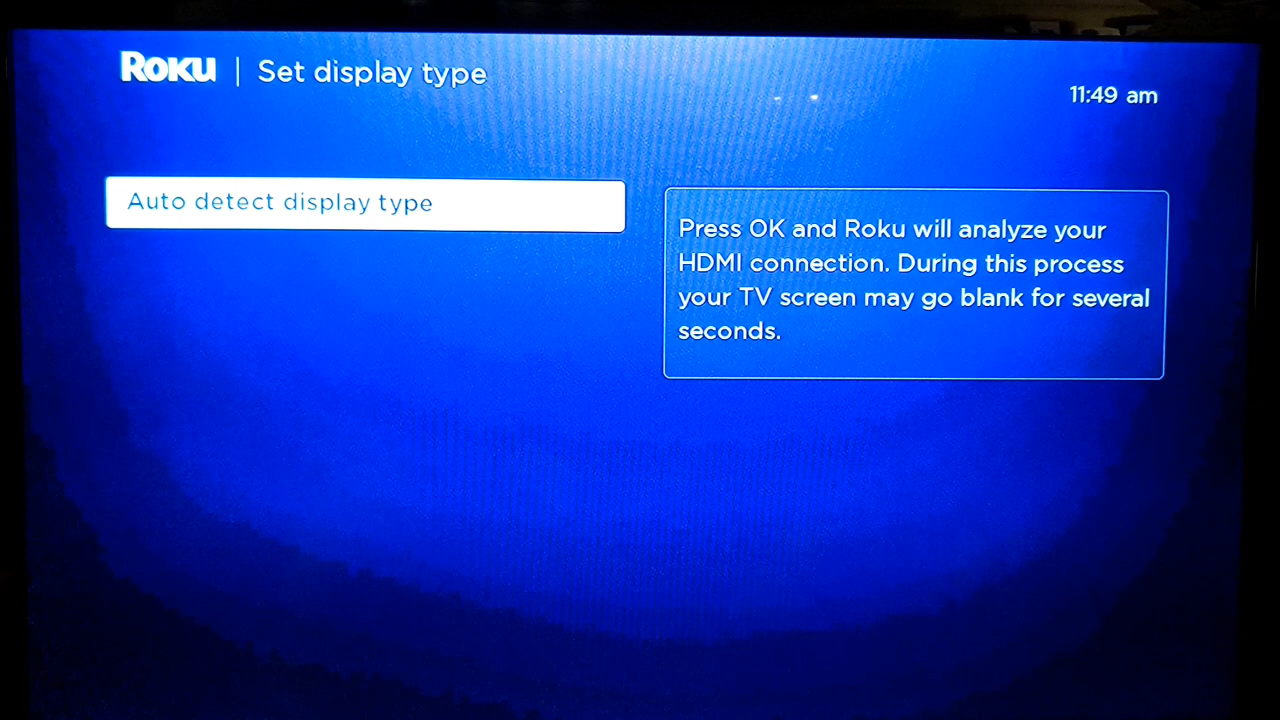 Roku | Set display type
11:49 am
Auto detect display type
Press OK and Roku will analyze your
HDMI connection. During this process
your TV screen may go blank for several
seconds.